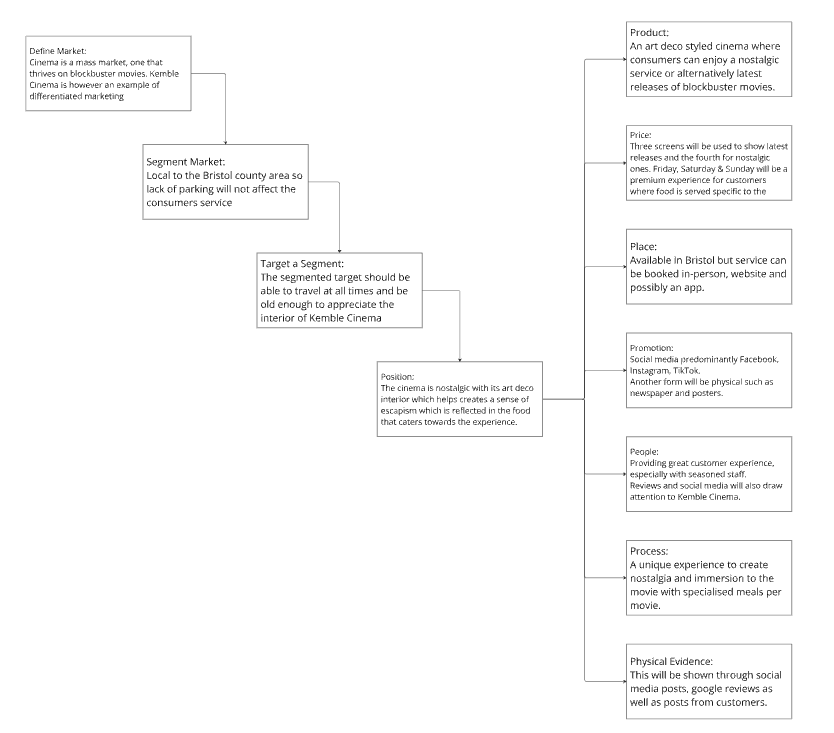 Define Market:
Cinema is a mass market, one that
thrives on blockbuster movies. Kemble
Cinema is however an example of
differentiated marketing
Segment Market:
Local to the Bristol county area so
lack of parking will not affect the
consumers service
Target a Segment:
The segmented target should be
able to travel at all times and be
old enough to appreciate the
interior of Kemble Cinema
Position:
The cinema is nostalgic with its art deco
interior which helps creates a sense of
escapism which is reflected in the food
that caters towards the experience.
Product:
An art deco styled cinema where
consumers can enjoy a nostalgic
service or alternatively latest
releases of blockbuster movies.
Price:
Three screens will be used to show latest
releases and the fourth for nostalgic
ones. Friday, Saturday & Sunday will be a
premium experience for customers
where food is served specific to the
Place:
Available in Bristol but service can
be booked in-person, website and
possibly an app.
Promotion:
Social media predominantly Facebook,
Instagram, TikTok.
Another form will be physical such as
newspaper and posters.
People:
Providing great customer experience,
especially with seasoned staff.
Reviews and social media will also draw
attention to Kemble Cinema.
Process:
A unique experience to create
nostalgia and immersion to the
movie with specialised meals per
movie.
Physical Evidence:
This will be shown through social
media posts, google reviews as
well as posts from customers.